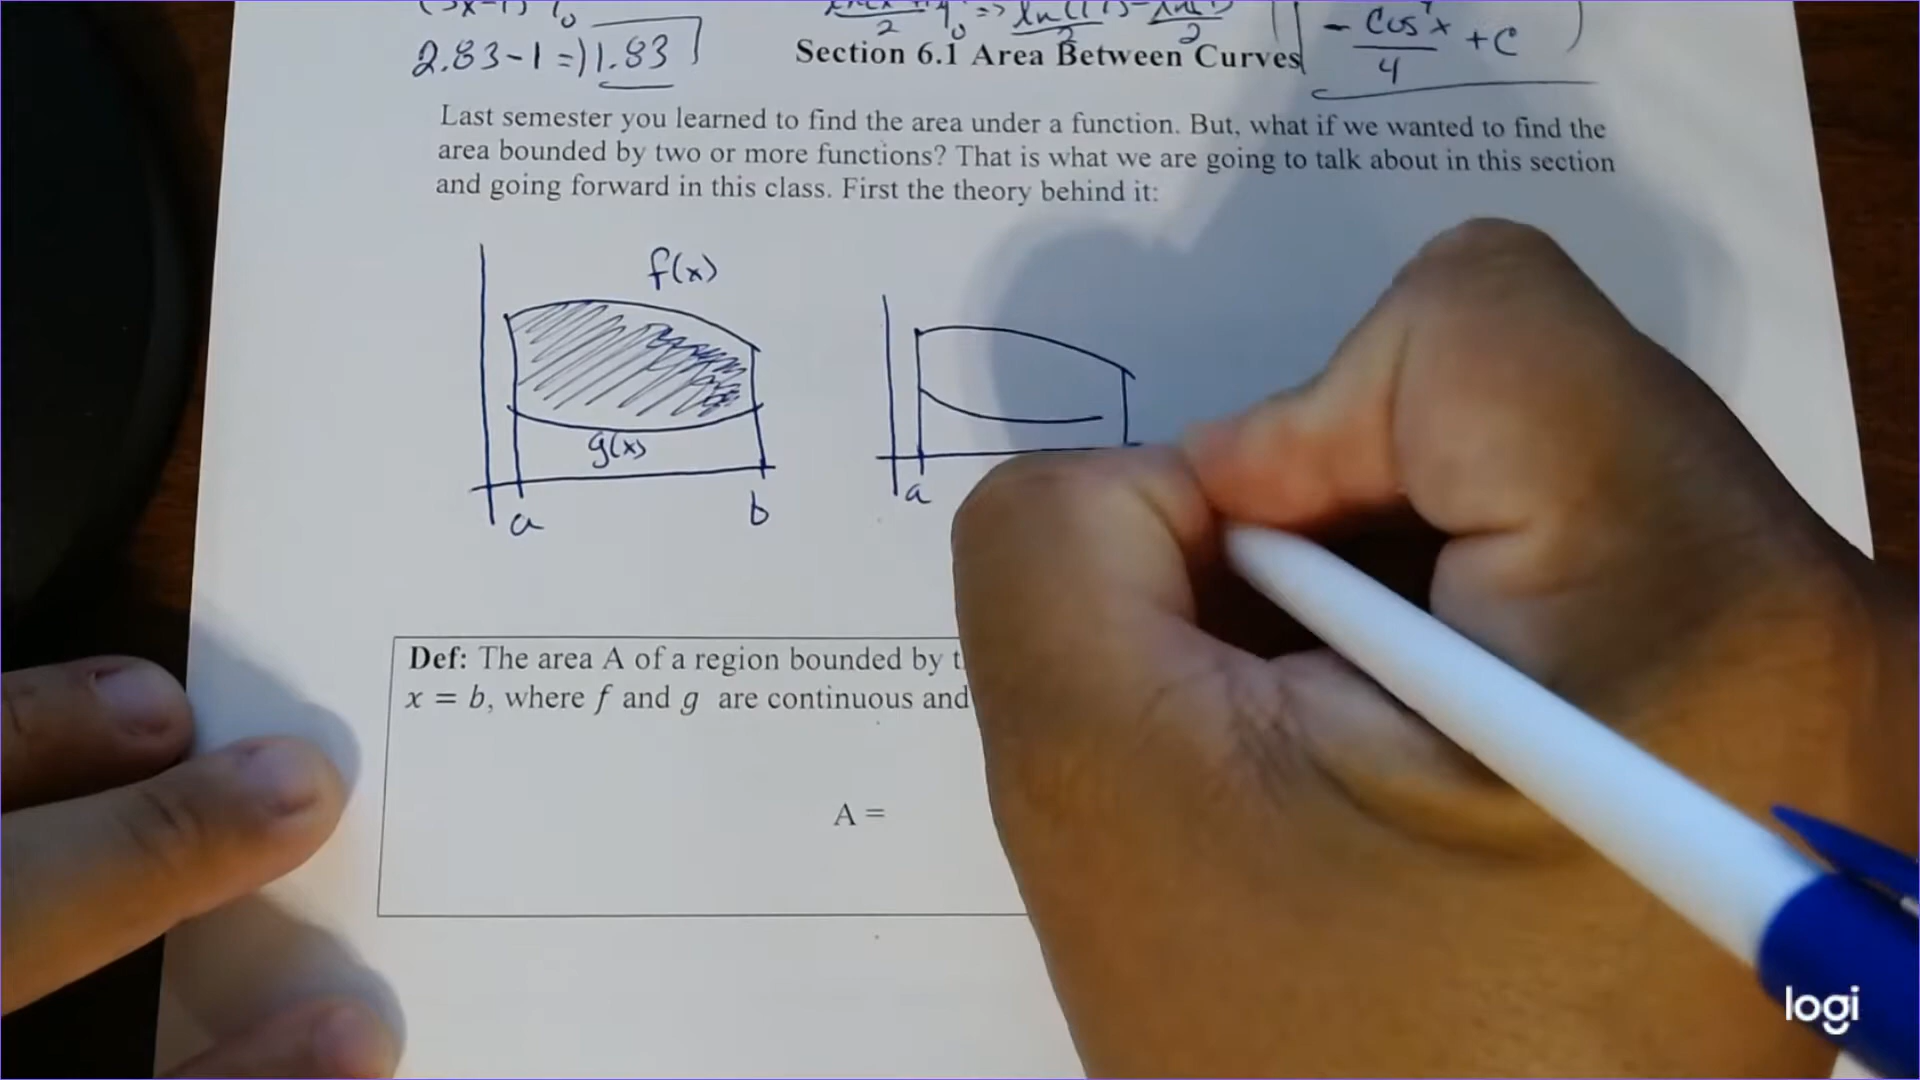 2.83-1=) 1.83
Section 6.1 Area Between Curves
- Cos⁴x
4
+C
Last semester you learned to find the area under a function. But, what if we wanted to find the
area bounded by two or more functions? That is what we are going to talk about in this section
and going forward in this class. First the theory behind it:
f(x)
g(x)
a
b
a
Def: The area A of a region bounded by
x = b, where f and g are continuous and
A =
logi